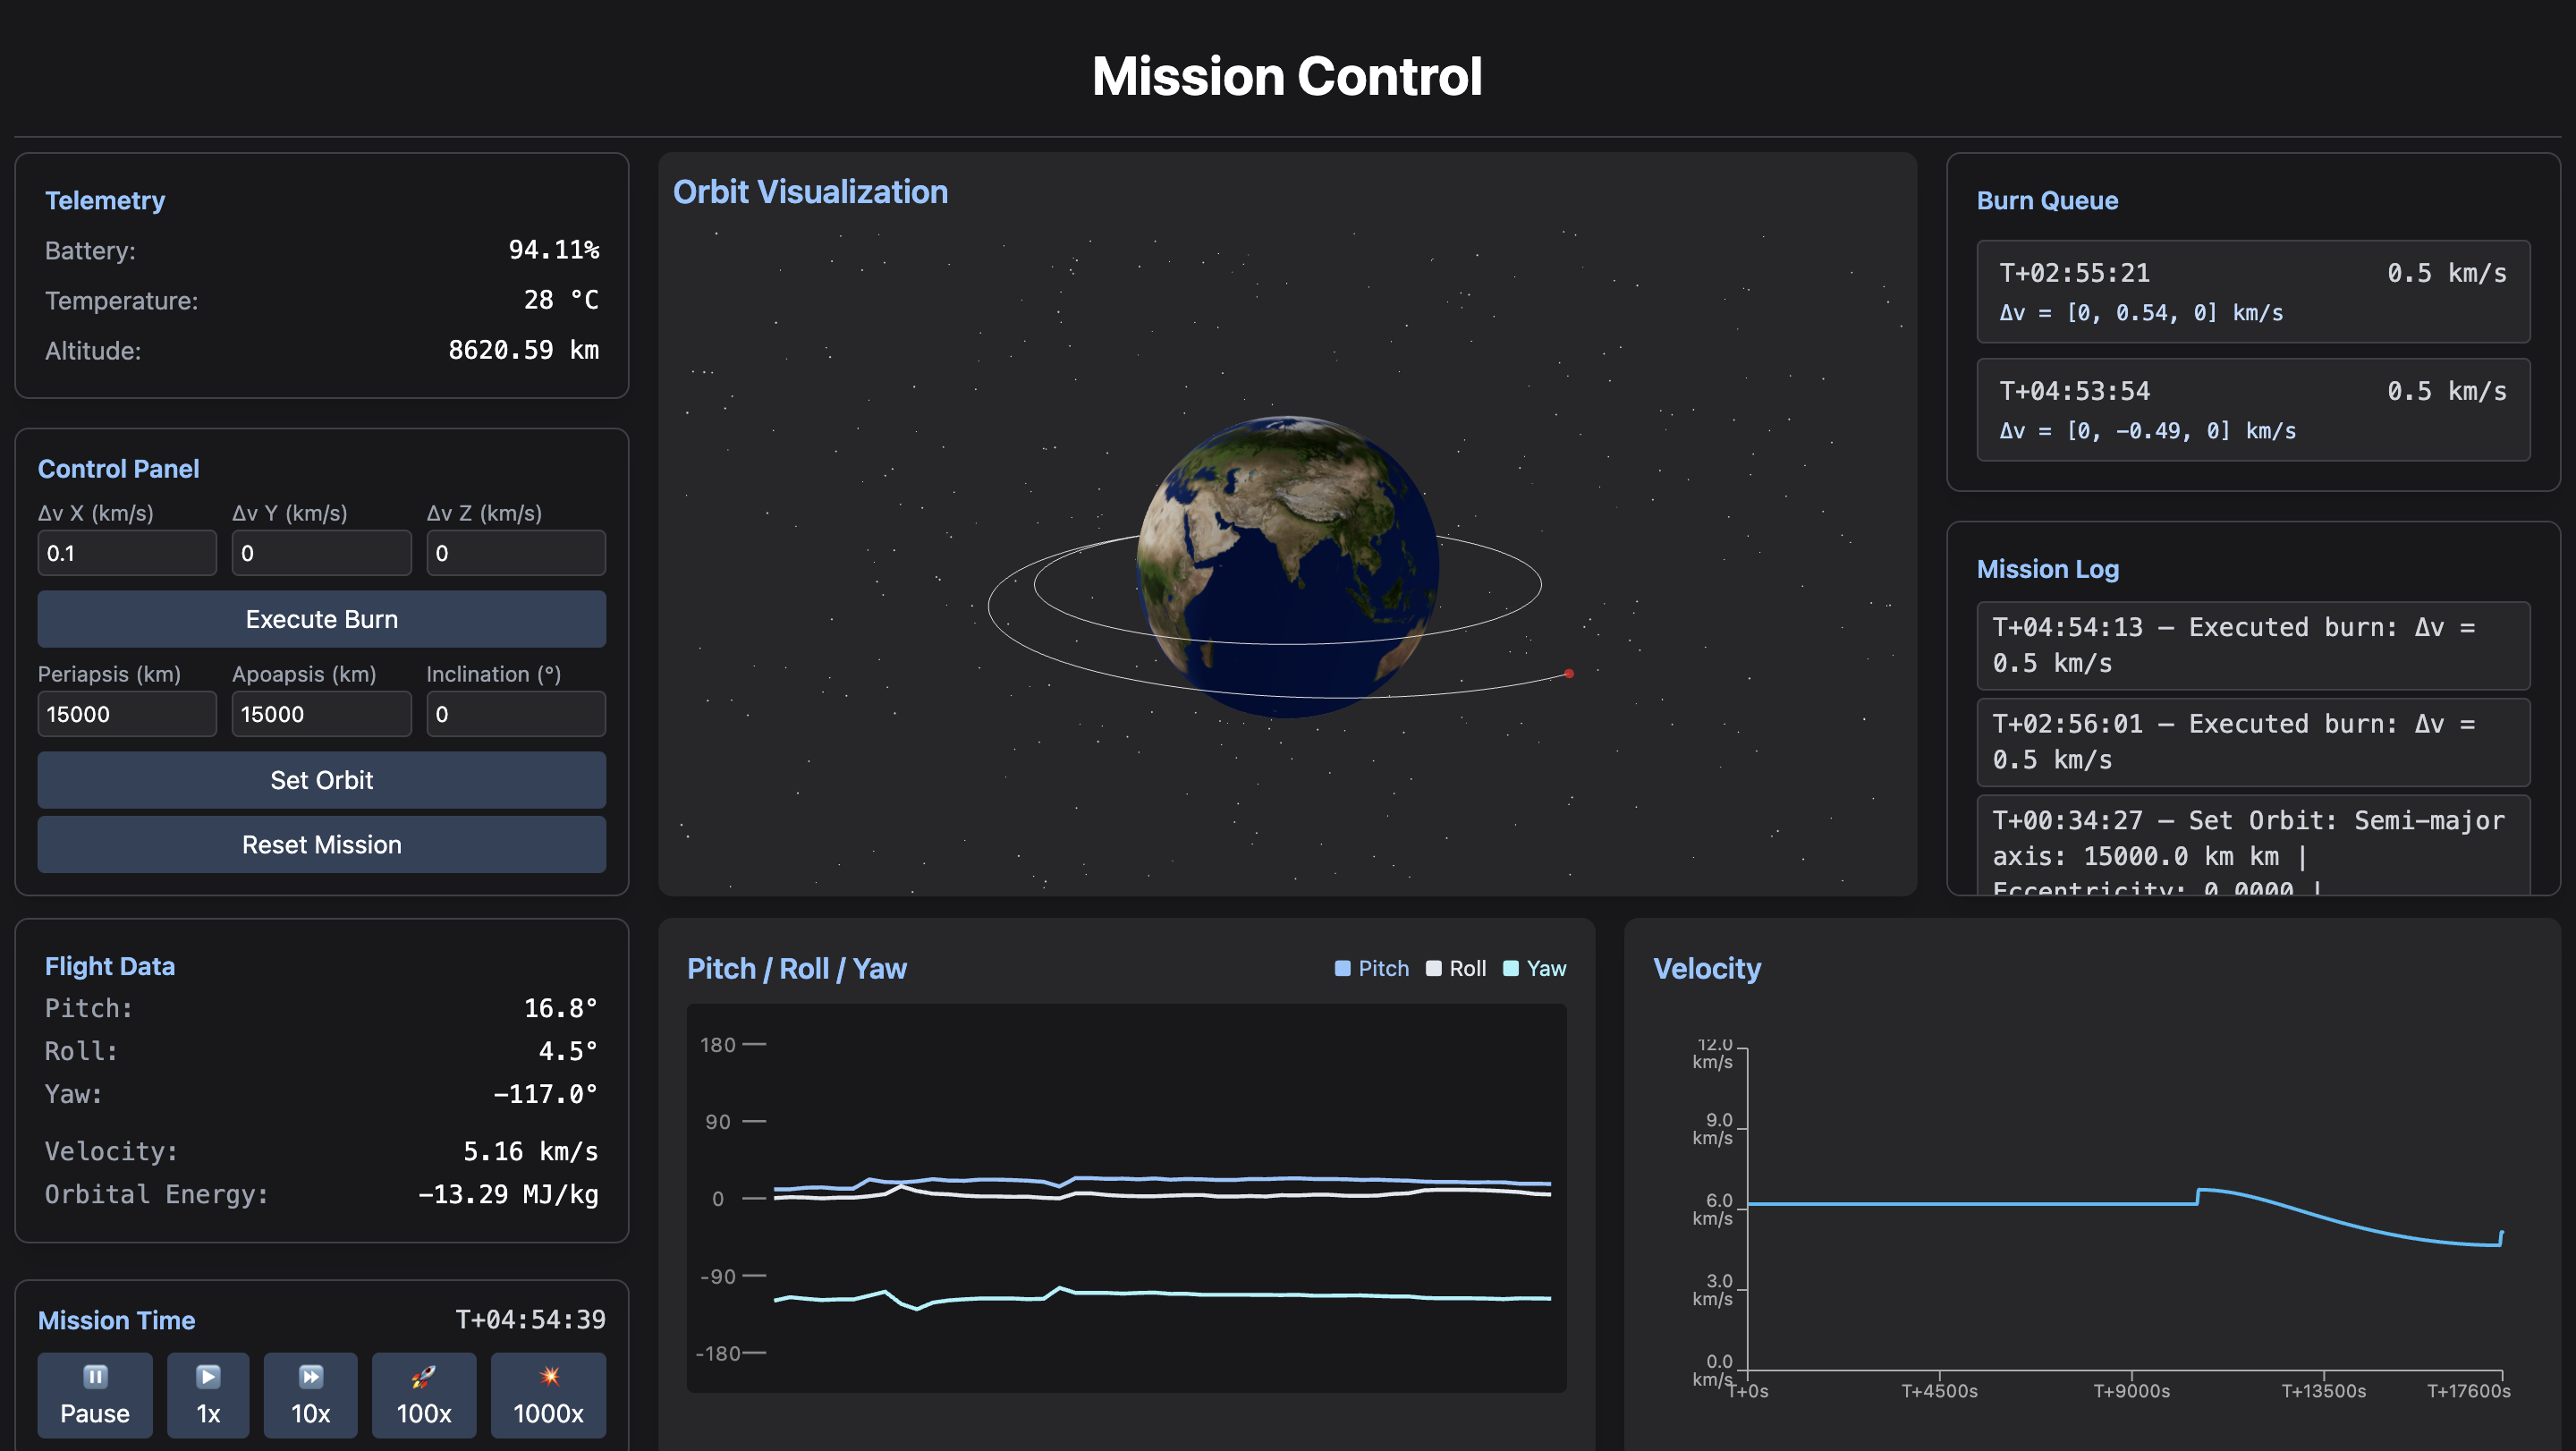 Mission Control
Telemetry
Battery: 94.11%
Temperature: 28 °C
Altitude: 8620.59 km
Control Panel
Δv X (km/s) Δv Y (km/s) Δv Z (km/s)
0.1 0 0
Execute Burn
Periapsis (km) Apoapsis (km) Inclination (°)
15000 15000 0
Set Orbit
Reset Mission
Flight Data
Pitch: 16.8°
Roll: 4.5°
Yaw: −117.0°
Velocity: 5.16 km/s
Orbital Energy: −13.29 MJ/kg
Mission Time T+04:54:39
Pause 1x 10x 100x 1000x
Orbit Visualization
Burn Queue
T+02:55:21 0.5 km/s
Δv = [0, 0.54, 0] km/s
T+04:53:54 0.5 km/s
Δv = [0, −0.49, 0] km/s
Mission Log
T+04:54:13 — Executed burn: Δv =
0.5 km/s
T+02:56:01 — Executed burn: Δv =
0.5 km/s
T+00:34:27 — Set Orbit: Semi-major
axis: 15000.0 km km |
Eccentricity: 0.0000 |
Pitch / Roll / Yaw
Pitch Roll Yaw
180
90
0
-90
-180
Velocity
12.0
km/s
9.0
km/s
6.0
km/s
3.0
km/s
0.0
km/s
T+0s T+4500s T+9000s T+13500s T+17600s